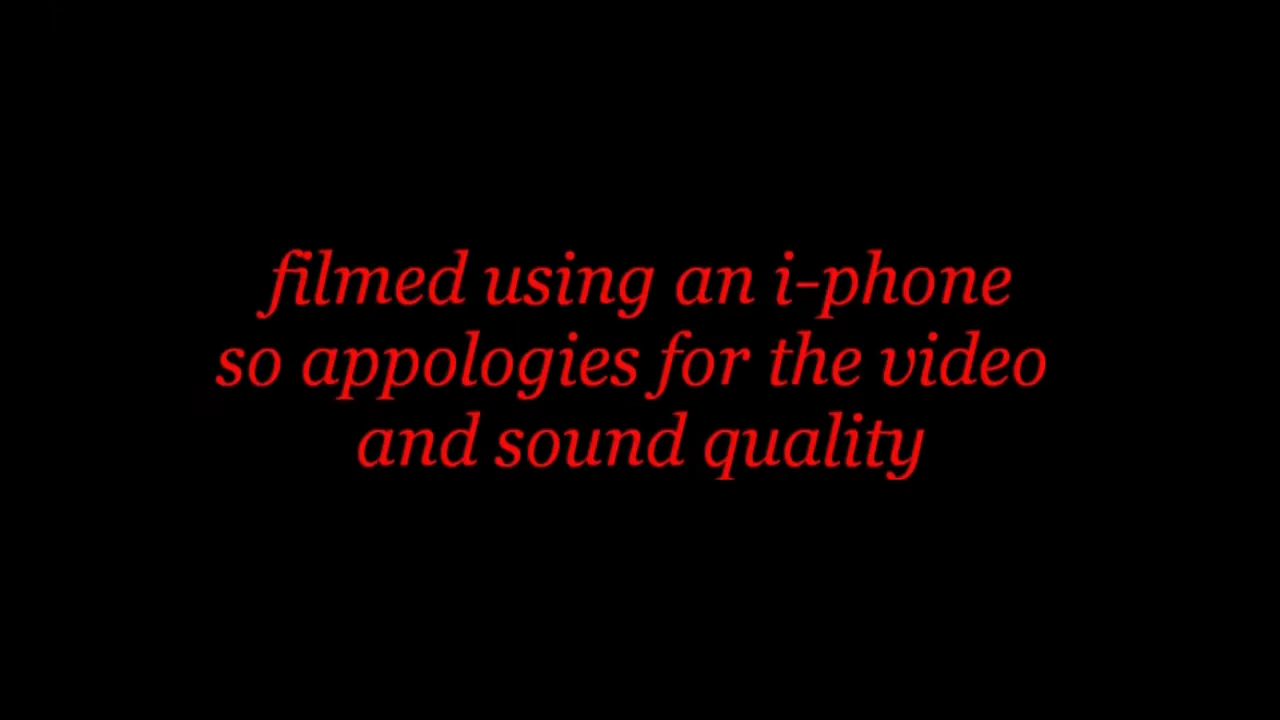 filmed using an i-phone
so appologies for the video
and sound quality